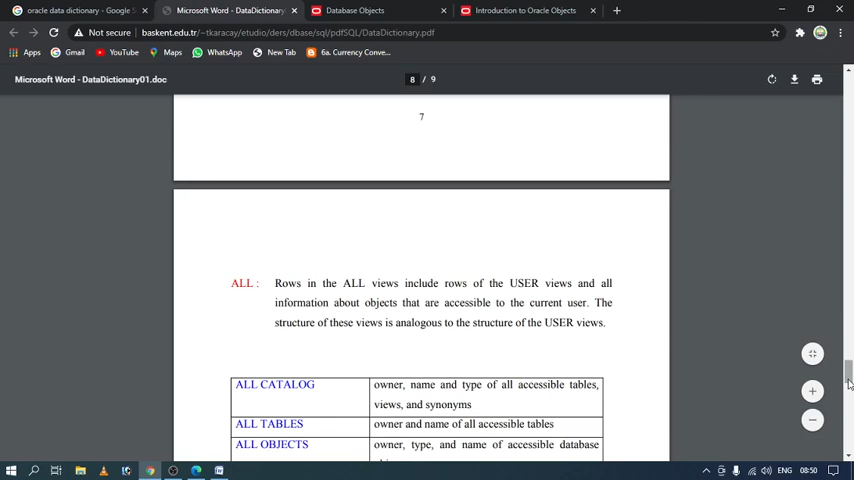 oracle data dictionary - Google S
Microsoft Word - DataDictionary
Database Objects
Introduction to Oracle Objects
Not secure
baskent.edu.tr/~tkaracay/etudio/ders/dbase/sql/pdfSQL/DataDictionary.pdf
Apps Gmail YouTube Maps WhatsApp New Tab 6a. Currency Conve...
Microsoft Word - DataDictionary01.doc
8 / 9
7
ALL : Rows in the ALL views include rows of the USER views and all
information about objects that are accessible to the current user. The
structure of these views is analogous to the structure of the USER views.
ALL CATALOG owner, name and type of all accessible tables,
views, and synonyms
ALL TABLES owner and name of all accessible tables
ALL OBJECTS owner, type, and name of accessible database
ENG 08:50